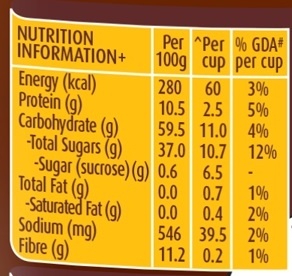 NUTRITION INFORMATION+ Per 100g ^Per cup % GDA# per cup
Energy (kcal) 280 60 3%
Protein (g) 10.5 2.5 5%
Carbohydrate (g) 59.5 11.0 4%
-Total Sugars (g) 37.0 10.7 12%
-Sugar (sucrose)(g) 0.6 6.5 -
Total Fat (g) 0.0 0.7 1%
-Saturated Fat (g) 0.0 0.4 2%
Sodium (mg) 546 39.5 2%
Fibre (g) 11.2 0.2 1%